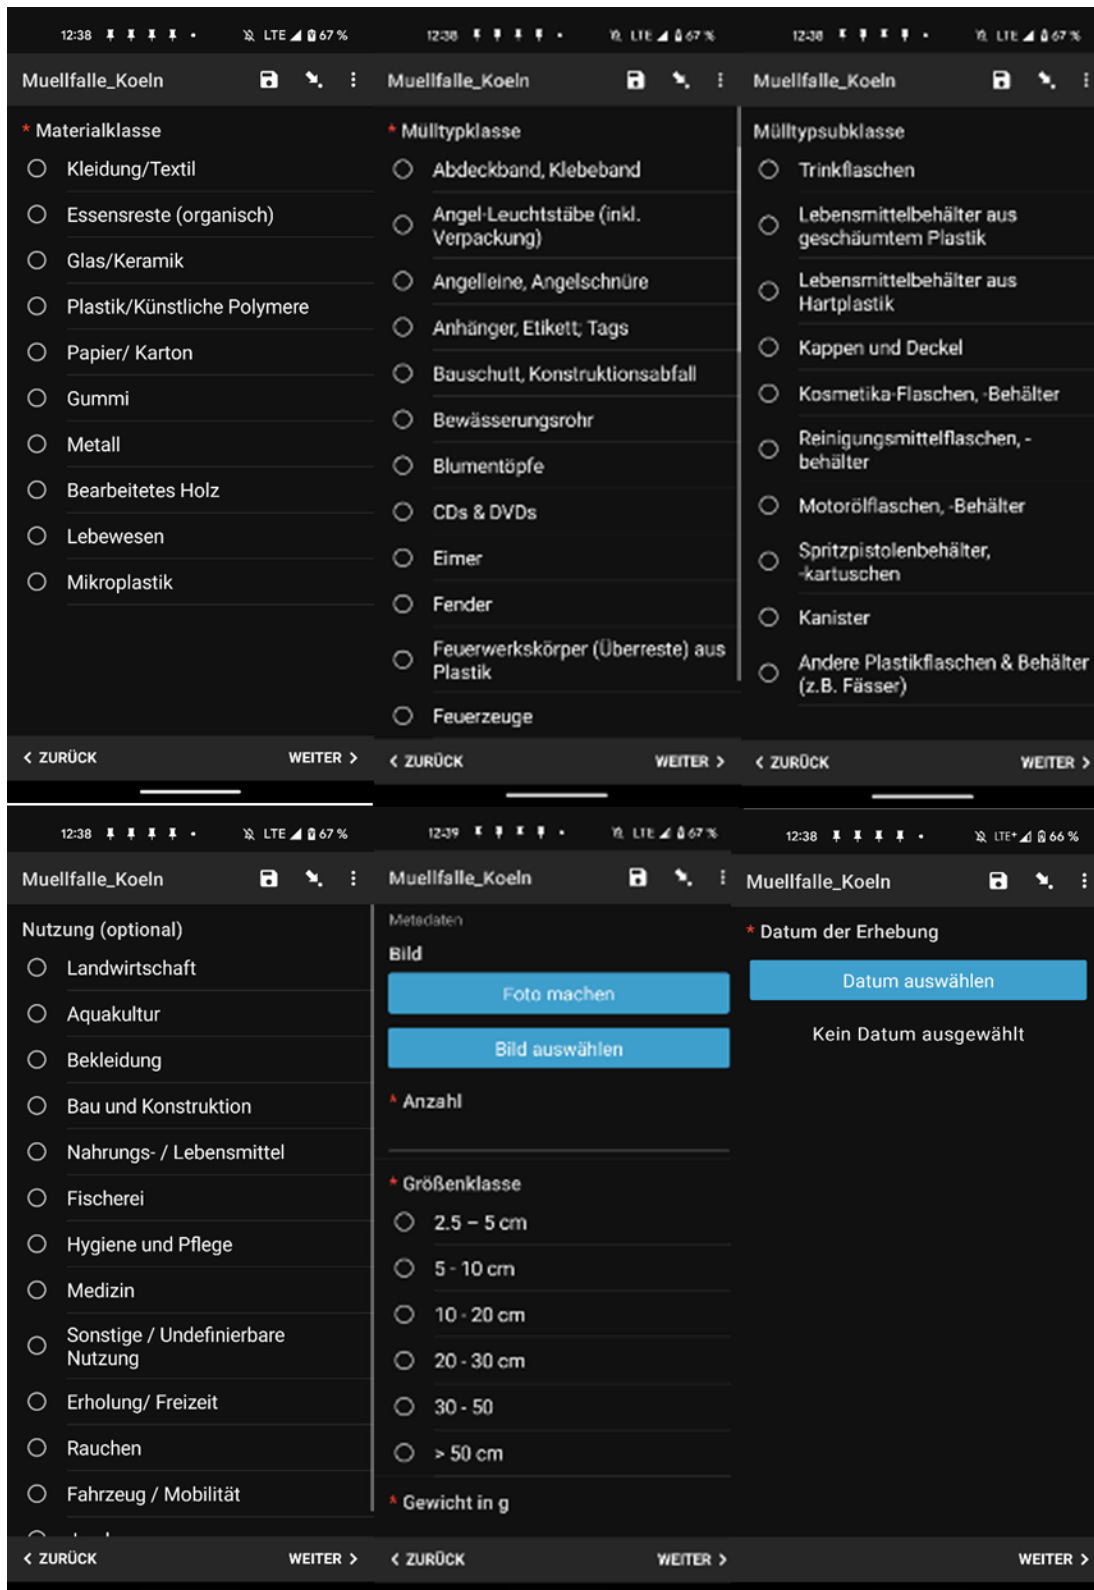 12:38 LTE 67 %
Muellfalle_Koeln
* Materialklasse
Kleidung/Textil
Essensreste (organisch)
Glas/Keramik
Plastik/Künstliche Polymere
Papier/ Karton
Gummi
Metall
Bearbeitetes Holz
Lebewesen
Mikroplastik
< ZURÜCK WEITER >
12:38 LTE 67 %
Muellfalle_Koeln
* Mülltypklasse
Abdeckband, Klebeband
Angel-Leuchtstäbe (inkl.
Verpackung)
Angelleine, Angelschnüre
Anhänger, Etikett; Tags
Bauschutt, Konstruktionsabfall
Bewässerungsrohr
Blumentöpfe
CDs & DVDs
Eimer
Fender
Feuerwerkskörper (Überreste) aus
Plastik
Feuerzeuge
< ZURÜCK WEITER >
12:38 LTE 67 %
Muellfalle_Koeln
Mülltypsubklasse
Trinkflaschen
Lebensmittelbehälter aus
geschäumtem Plastik
Lebensmittelbehälter aus
Hartplastik
Kappen und Deckel
Kosmetika-Flaschen, -Behälter
Reinigungsmittelflaschen, -
behälter
Motorölflaschen, -Behälter
Spritzpistolenbehälter,
-kartuschen
Kanister
Andere Plastikflaschen & Behälter
(z.B. Fässer)
< ZURÜCK WEITER >
12:38 LTE 67 %
Muellfalle_Koeln
Nutzung (optional)
Landwirtschaft
Aquakultur
Bekleidung
Bau und Konstruktion
Nahrungs- / Lebensmittel
Fischerei
Hygiene und Pflege
Medizin
Sonstige / Undefinierbare
Nutzung
Erholung/ Freizeit
Rauchen
Fahrzeug / Mobilität
< ZURÜCK WEITER >
12:39 LTE 67 %
Muellfalle_Koeln
Metadaten
Bild
Foto machen
Bild auswählen
* Anzahl
* Größenklasse
2.5 – 5 cm
5 - 10 cm
10 - 20 cm
20 - 30 cm
30 - 50
> 50 cm
* Gewicht in g
< ZURÜCK WEITER >
12:38 LTE+ 66 %
Muellfalle_Koeln
* Datum der Erhebung
Datum auswählen
Kein Datum ausgewählt
WEITER >